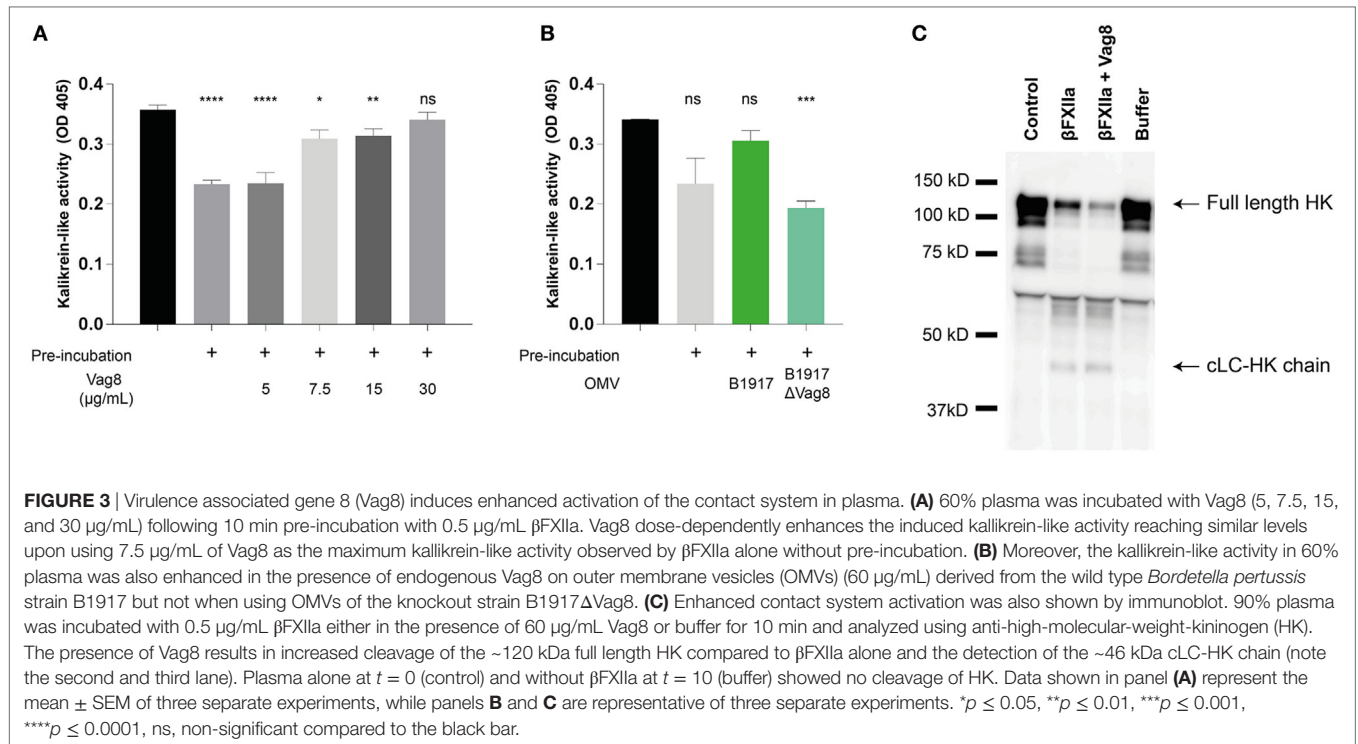 A
Kalikrein-like activity (OD 405)
0.4
0.3
0.2
0.1
0.0
**** **** * ** ns
Pre-incubation + + + + +
Vag8 (µg/mL) 5 7.5 15 30
B
Kalikrein-like activity (OD 405)
0.4
0.3
0.2
0.1
0.0
ns ns ***
+ + +
OMV B1917 B1917 ΔVag8
C
Control
βFXIIa
βFXIIa + Vag8
Buffer
150 kD
100 kD
75 kD
50 kD
37kD
← Full length HK
← cLC-HK chain
FIGURE 3 | Virulence associated gene 8 (Vag8) induces enhanced activation of the contact system in plasma. (A) 60% plasma was incubated with Vag8 (5, 7.5, 15,
and 30 µg/mL) following 10 min pre-incubation with 0.5 µg/mL βFXIIa. Vag8 dose-dependently enhances the induced kallikrein-like activity reaching similar levels
upon using 7.5 µg/mL of Vag8 as the maximum kallikrein-like activity observed by βFXIIa alone without pre-incubation. (B) Moreover, the kallikrein-like activity in 60%
plasma was also enhanced in the presence of endogenous Vag8 on outer membrane vesicles (OMVs) (60 µg/mL) derived from the wild type Bordetella pertussis
strain B1917 but not when using OMVs of the knockout strain B1917ΔVag8. (C) Enhanced contact system activation was also shown by immunoblot. 90% plasma
was incubated with 0.5 µg/mL βFXIIa either in the presence of 60 µg/mL Vag8 or buffer for 10 min and analyzed using anti-high-molecular-weight-kininogen (HK).
The presence of Vag8 results in increased cleavage of the ~120 kDa full length HK compared to βFXIIa alone and the detection of the ~46 kDa cLC-HK chain (note
the second and third lane). Plasma alone at t = 0 (control) and without βFXIIa at t = 10 (buffer) showed no cleavage of HK. Data shown in panel (A) represent the
mean ± SEM of three separate experiments, while panels B and C are representative of three separate experiments. *p ≤ 0.05, **p ≤ 0.01, ***p ≤ 0.001,
****p ≤ 0.0001, ns, non-significant compared to the black bar.